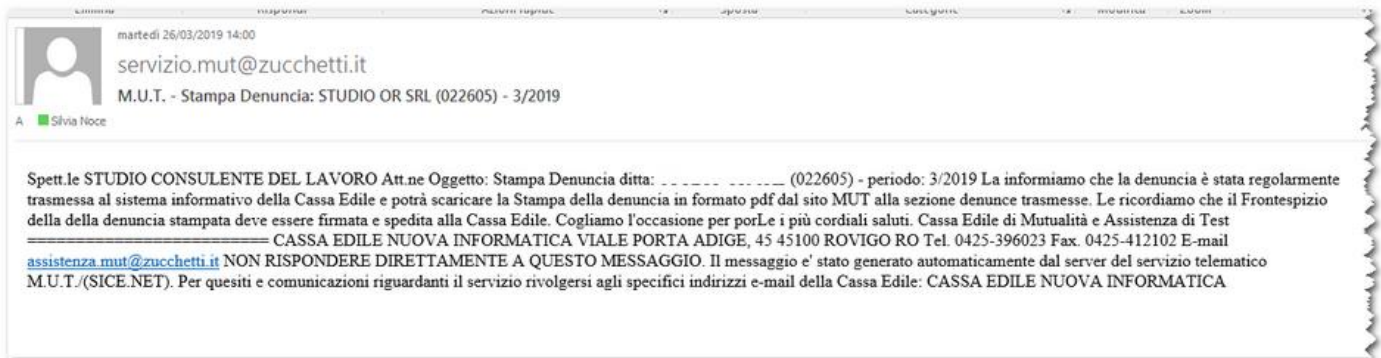 martedì 26/03/2019 14:00
servizio.mut@zucchetti.it
M.U.T. - Stampa Denuncia: STUDIO OR SRL (022605) - 3/2019
A Silvia Noce
Spett.le STUDIO CONSULENTE DEL LAVORO Att.ne Oggetto: Stampa Denuncia ditta: (022605) - periodo: 3/2019 La informiamo che la denuncia è stata regolarmente
trasmessa al sistema informativo della Cassa Edile e potrà scaricare la Stampa della denuncia in formato pdf dal sito MUT alla sezione denunce trasmesse. Le ricordiamo che il Frontespizio
della della denuncia stampata deve essere firmata e spedita alla Cassa Edile. Cogliamo l'occasione per porLe i più cordiali saluti. Cassa Edile di Mutualità e Assistenza di Test
========================= CASSA EDILE NUOVA INFORMATICA VIALE PORTA ADIGE, 45 45100 ROVIGO RO Tel. 0425-396023 Fax. 0425-412102 E-mail
assistenza.mut@zucchetti.it NON RISPONDERE DIRETTAMENTE A QUESTO MESSAGGIO. Il messaggio e' stato generato automaticamente dal server del servizio telematico
M.U.T./(SICE.NET). Per quesiti e comunicazioni riguardanti il servizio rivolgersi agli specifici indirizzi e-mail della Cassa Edile: CASSA EDILE NUOVA INFORMATICA